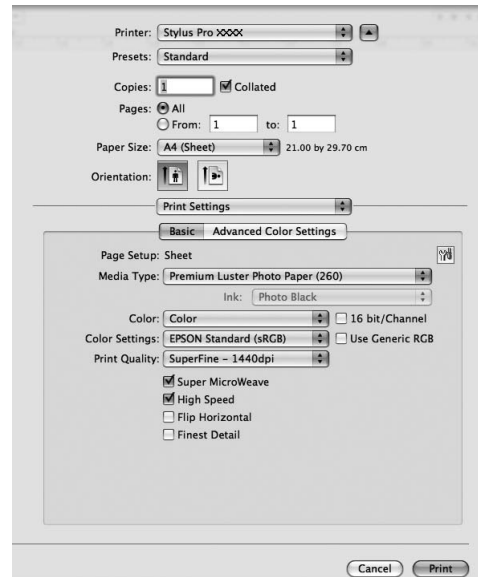 Printer: Stylus Pro XXXX
Presets: Standard
Copies: 1 Collated
Pages: All
From: 1 to: 1
Paper Size: A4 (Sheet) 21.00 by 29.70 cm
Orientation:
Print Settings
Basic Advanced Color Settings
Page Setup: Sheet
Media Type: Premium Luster Photo Paper (260)
Ink: Photo Black
Color: Color 16 bit/Channel
Color Settings: EPSON Standard (sRGB) Use Generic RGB
Print Quality: SuperFine - 1440dpi
Super MicroWeave
High Speed
Flip Horizontal
Finest Detail
Cancel Print